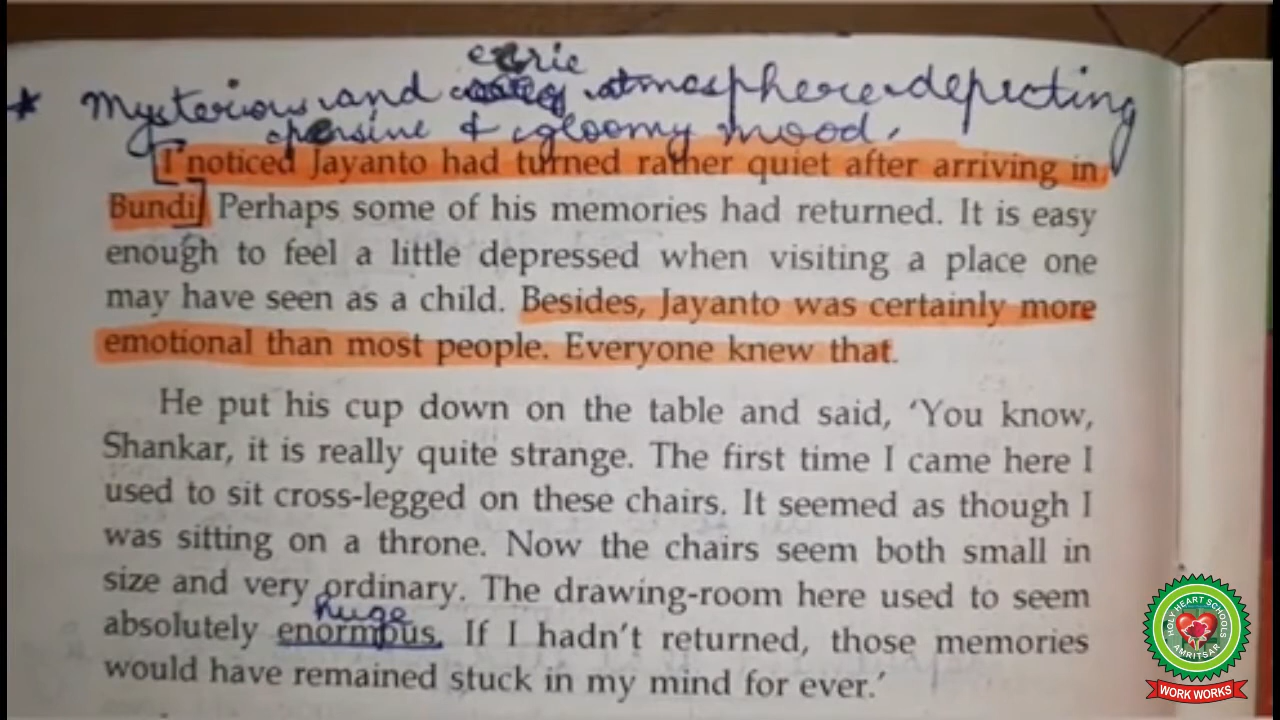 eerie
* Mysterious and atmosphere depicting
& gloomy mood.
[I noticed Jayanto had turned rather quiet after arriving in
Bundi] Perhaps some of his memories had returned. It is easy
enough to feel a little depressed when visiting a place one
may have seen as a child. Besides, Jayanto was certainly more
emotional than most people. Everyone knew that.
He put his cup down on the table and said, ‘You know,
Shankar, it is really quite strange. The first time I came here I
used to sit cross-legged on these chairs. It seemed as though I
was sitting on a throne. Now the chairs seem both small in
size and very ordinary. The drawing-room here used to seem
huge
absolutely enormous. If I hadn’t returned, those memories
would have remained stuck in my mind for ever.’
HOLY HEART SCHOOLS
AMRITSAR
WORK WORKS